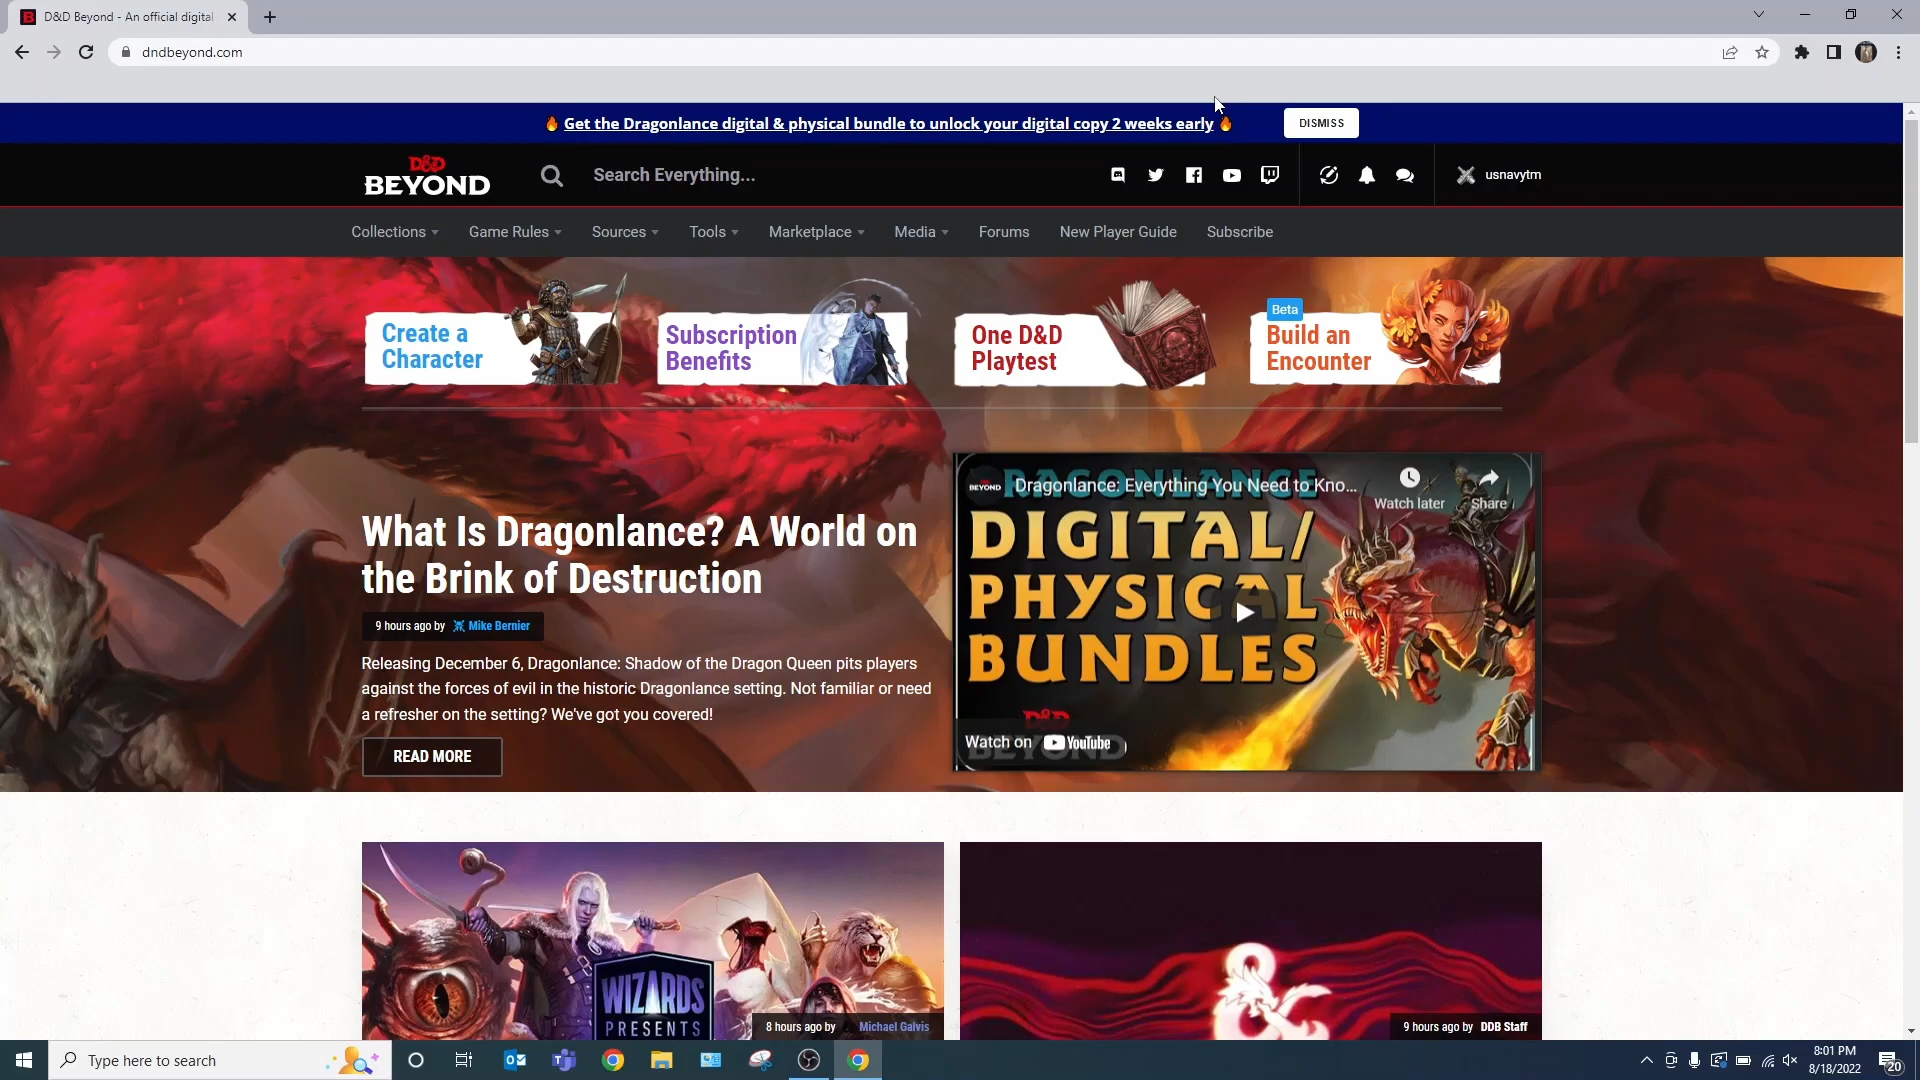 D&D Beyond - An official digital
dndbeyond.com
Get the Dragonlance digital & physical bundle to unlock your digital copy 2 weeks early
DISMISS
D&D
BEYOND
Search Everything...
usnavytm
Collections
Game Rules
Sources
Tools
Marketplace
Media
Forums
New Player Guide
Subscribe
Create a
Character
Subscription
Benefits
One D&D
Playtest
Beta
Build an
Encounter
What Is Dragonlance? A World on
the Brink of Destruction
9 hours ago by Mike Bernier
Releasing December 6, Dragonlance: Shadow of the Dragon Queen pits players
against the forces of evil in the historic Dragonlance setting. Not familiar or need
a refresher on the setting? We've got you covered!
READ MORE
BEYOND
Dragonlance: Everything You Need to Kno...
Watch later
Share
DRAGONLANCE
DIGITAL/
PHYSICAL
BUNDLES
D&D
BEYOND
Watch on YouTube
WIZARDS
PRESENTS
8 hours ago by Michael Galvis
9 hours ago by DDB Staff
Type here to search
8:01 PM
8/18/2022
20